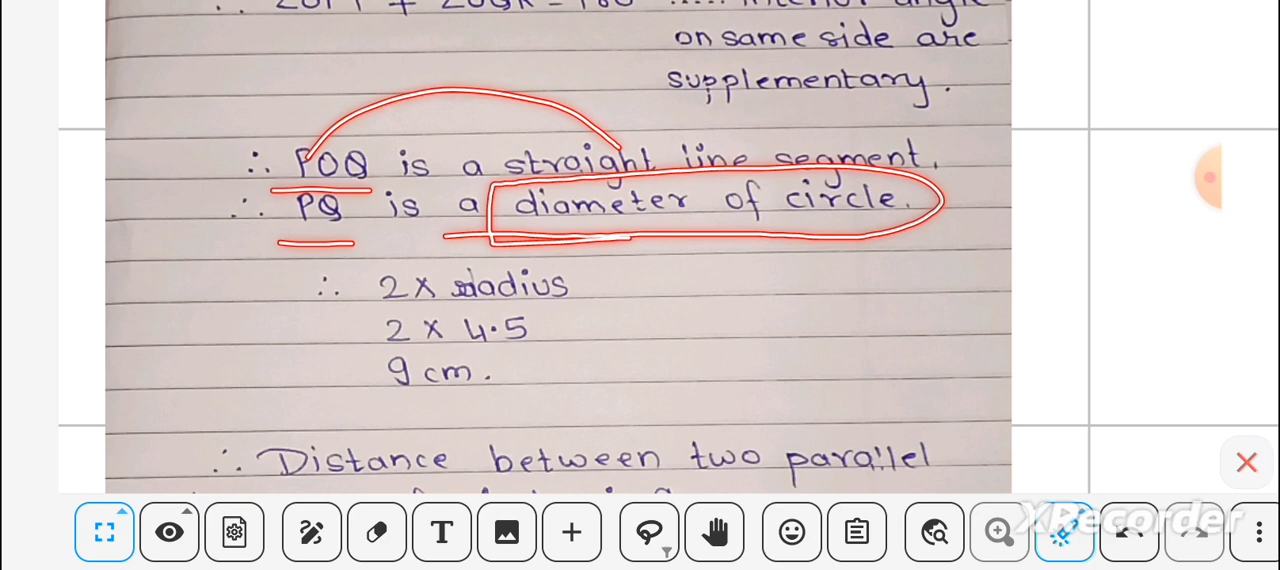 on same side are
supplementary.
∴ POQ is a straight line segment.
∴ PQ is a diameter of circle.
∴ 2 × radius
2 × 4.5
9 cm.
∴ Distance between two parallel
T
XRecorder